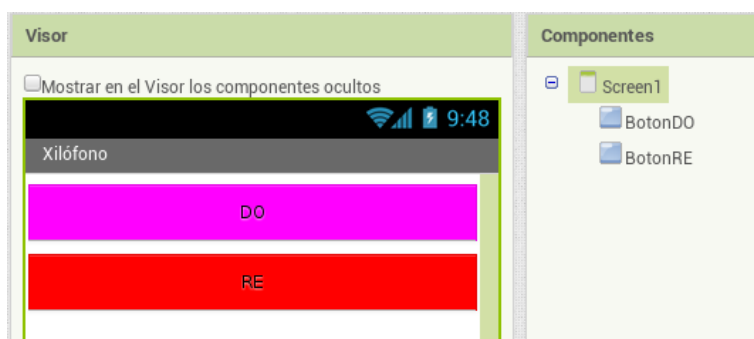 Visor
Mostrar en el Visor los componentes ocultos
9:48
Xilófono
DO
RE
Componentes
Screen1
BotonDO
BotonRE